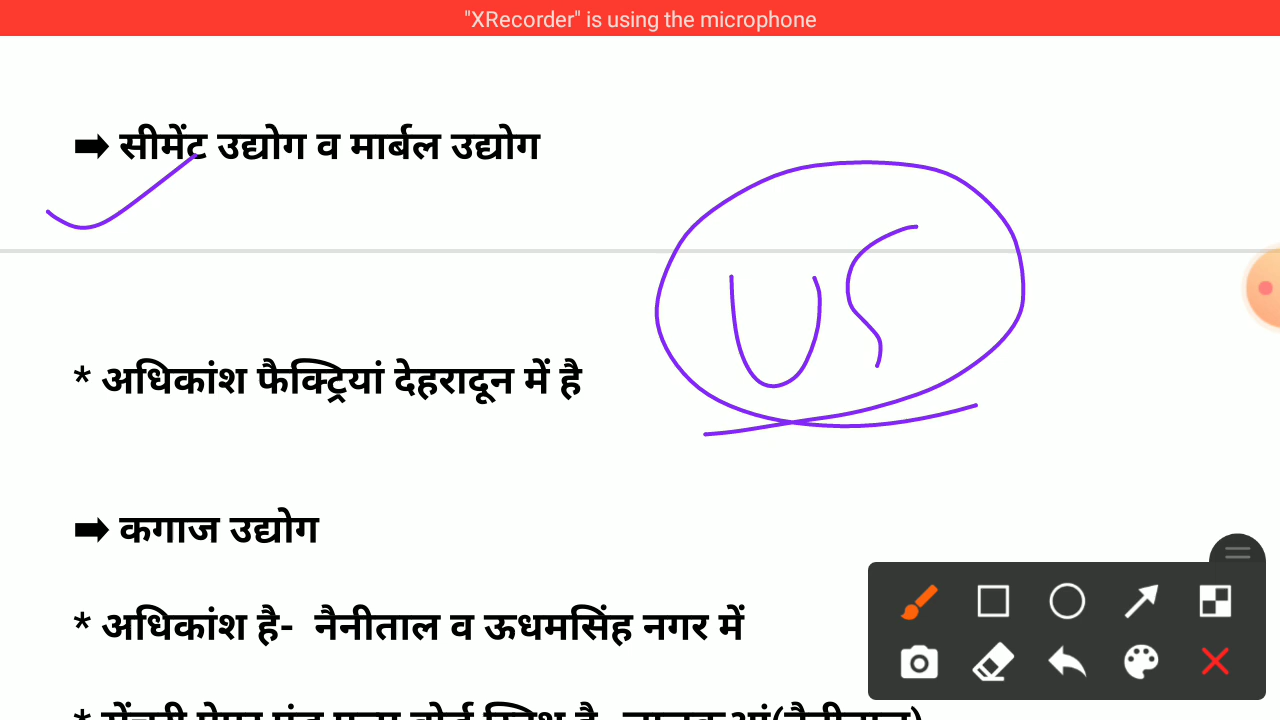 "XRecorder" is using the microphone
➡ सीमेंट उद्योग व मार्बल उद्योग
US
* अधिकांश फैक्ट्रियां देहरादून में है
➡ कगाज उद्योग
* अधिकांश है- नैनीताल व ऊधमसिंह नगर में